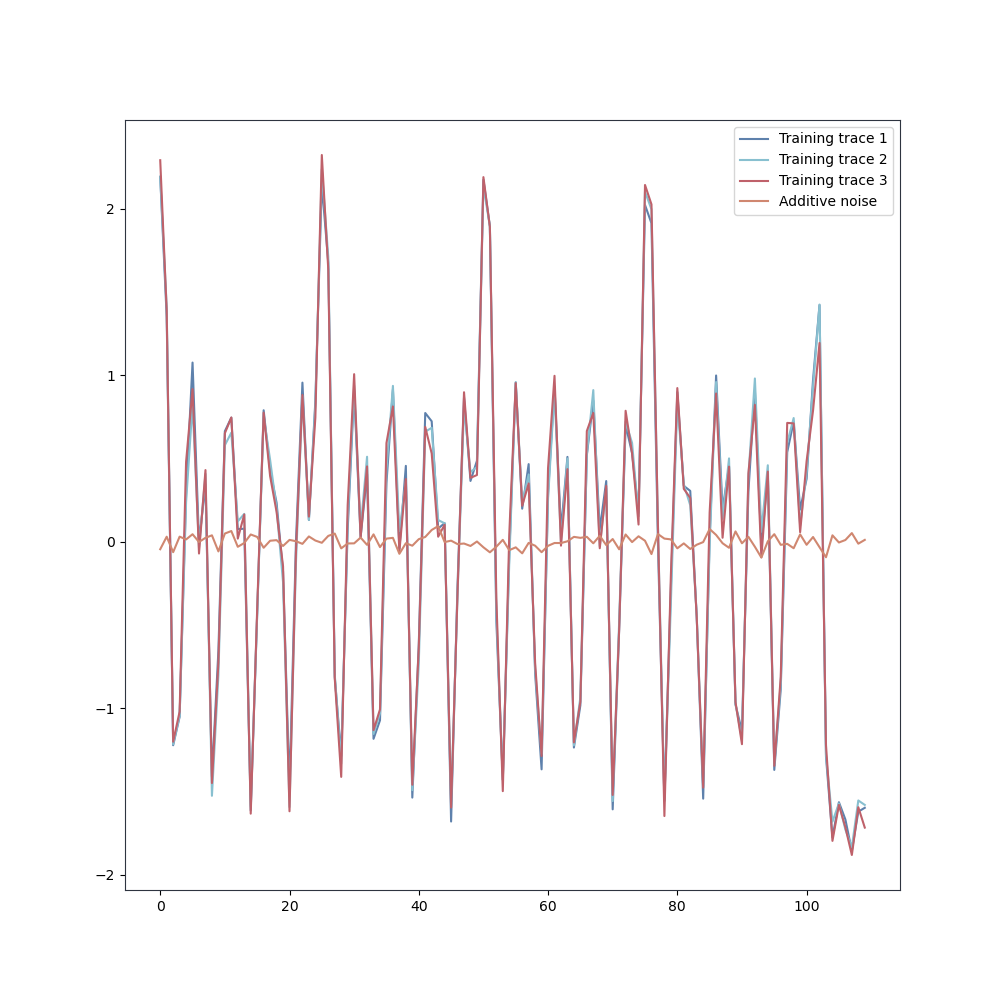 Training trace 1
Training trace 2
Training trace 3
Additive noise
2
1
0
−1
−2
0 20 40 60 80 100